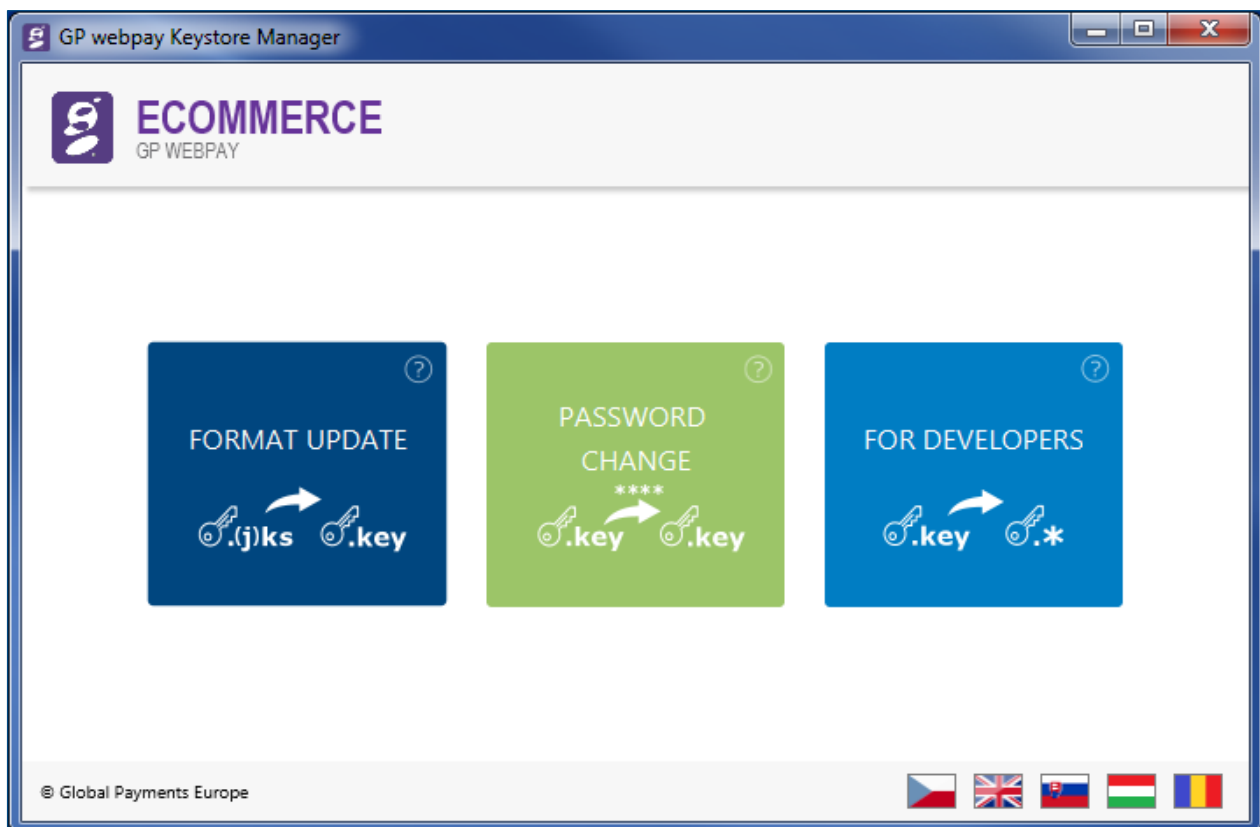 GP webpay Keystore Manager
ECOMMERCE
GP WEBPAY
?
FORMAT UPDATE
.(j)ks .key
?
PASSWORD
CHANGE
****
.key .key
?
FOR DEVELOPERS
.key .*
© Global Payments Europe